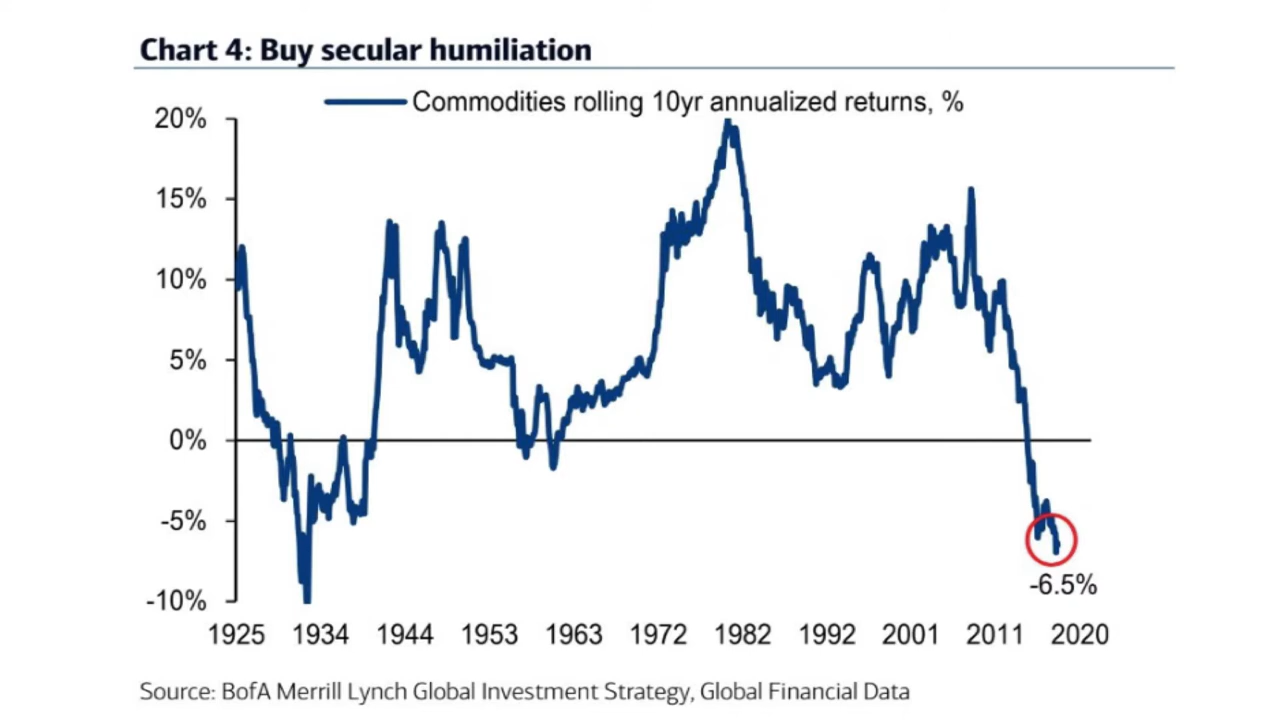 Chart 4: Buy secular humiliation
Commodities rolling 10yr annualized returns, %
20%
15%
10%
5%
0%
-5%
-10%
-6.5%
1925 1934 1944 1953 1963 1972 1982 1992 2001 2011 2020
Source: BofA Merrill Lynch Global Investment Strategy, Global Financial Data